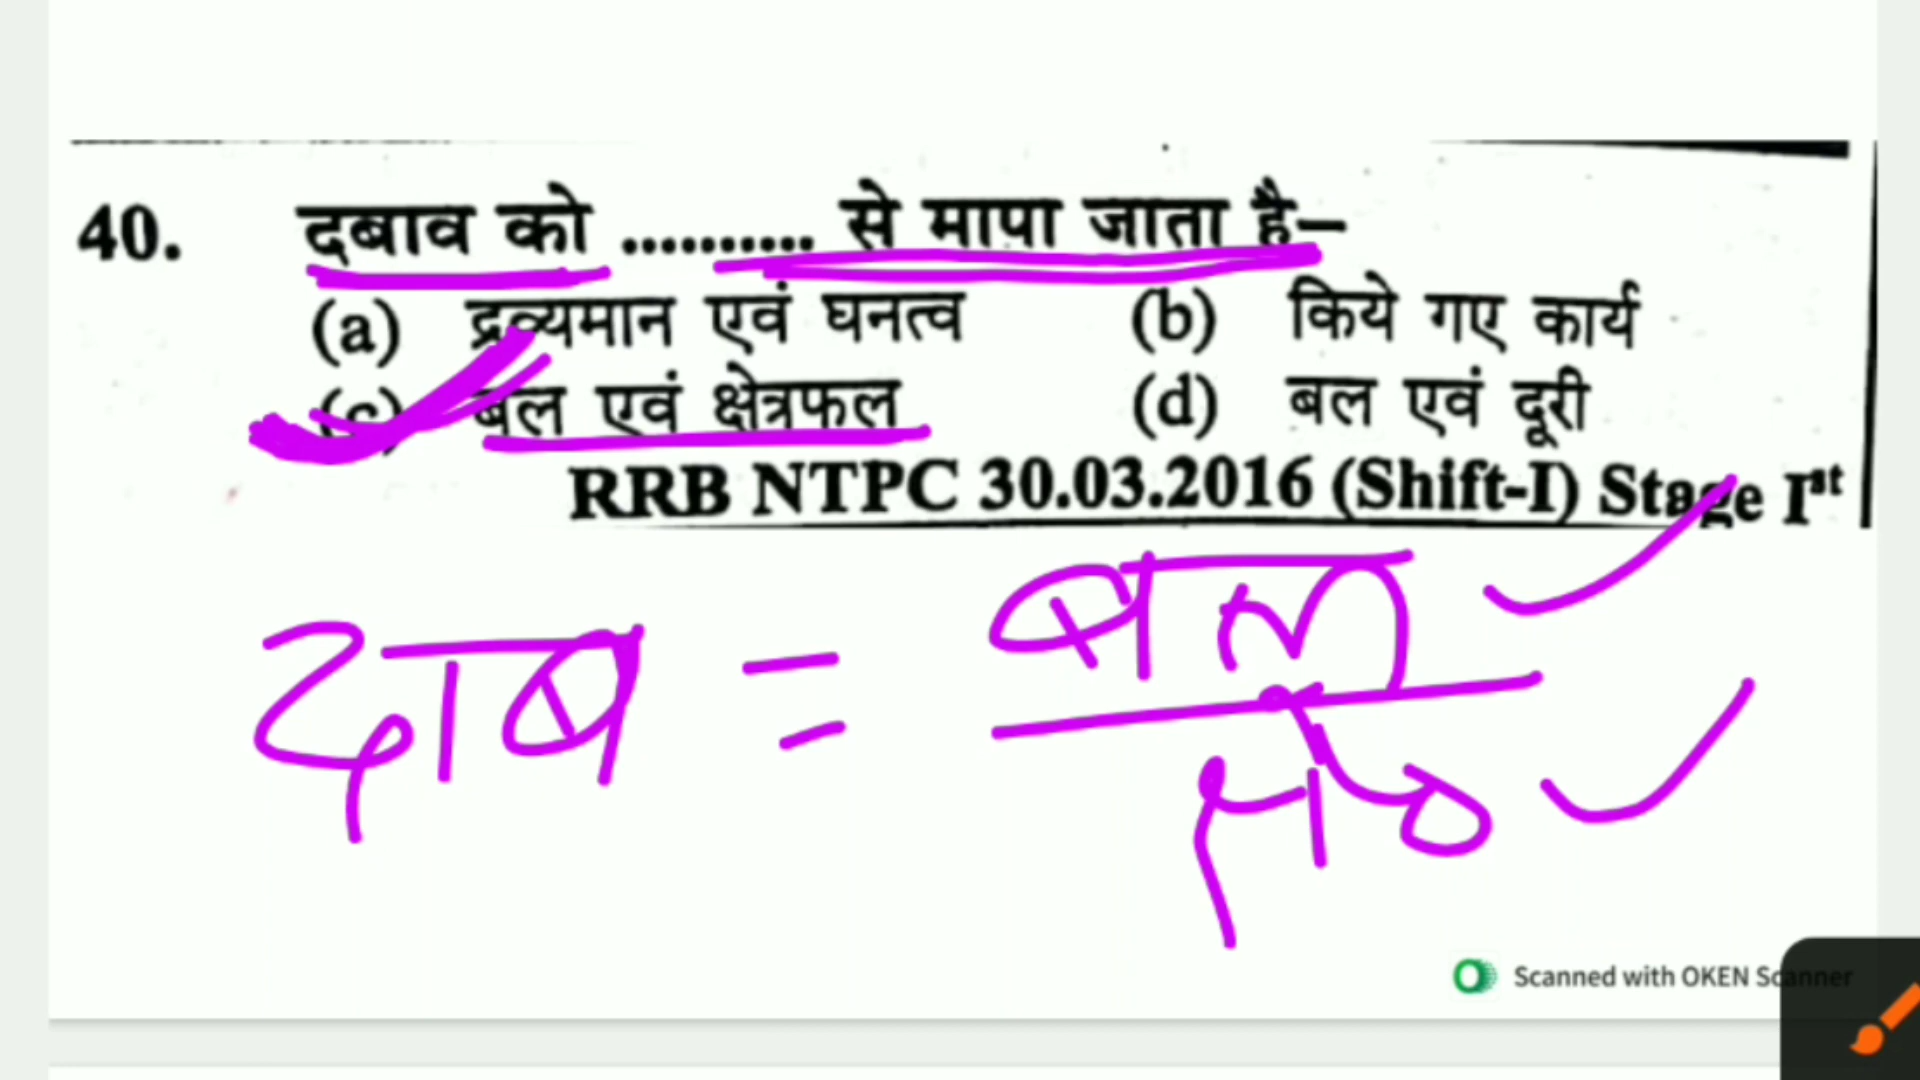 40. दबाव को .......... से मापा जाता है–
(a) द्रव्यमान एवं घनत्व (b) किये गए कार्य
(c) बल एवं क्षेत्रफल (d) बल एवं दूरी
RRB NTPC 30.03.2016 (Shift-I) Stage Ist
दाब = बल
Scanned with OKEN Scanner